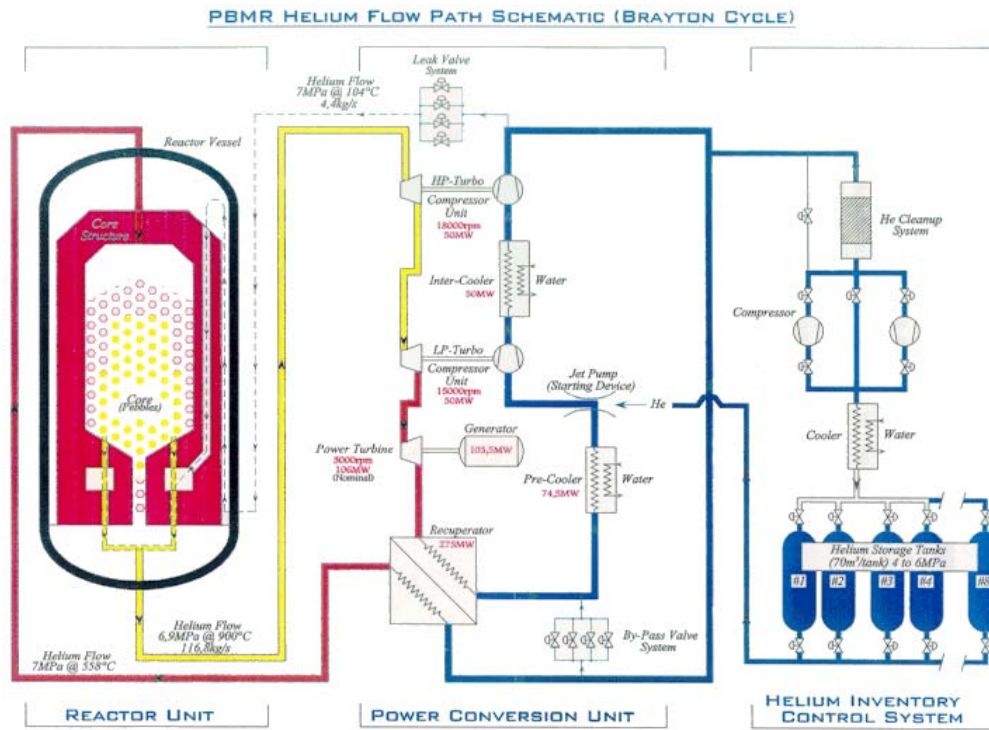 PBMR HELIUM FLOW PATH SCHEMATIC (BRAYTON CYCLE)
Leak Valve
System
Helium Flow
7MPa @ 104°C
4,4kg/s
Reactor Vessel
Core
Structure
Core
(Pebbles)
HP-Turbo
Compressor
Unit
18000rpm
50MW
Inter-Cooler
50MW
Water
LP-Turbo
Compressor
Unit
15000rpm
50MW
Jet Pump
(Starting Device)
He
Power Turbine
3000rpm
106MW
(Nominal)
Generator
103,5MW
Pre-Cooler
74,5MW
Water
Recuperator
275MW
By-Pass Valve
System
He Cleanup
System
Compressor
Cooler
Water
Helium Storage Tanks
(70m³/tank) 4 to 6MPa
#1
#2
#3
#4
#8
Helium Flow
6,9MPa @ 900°C
116,8kg/s
Helium Flow
7MPa @ 558°C
REACTOR UNIT
POWER CONVERSION UNIT
HELIUM INVENTORY
CONTROL SYSTEM